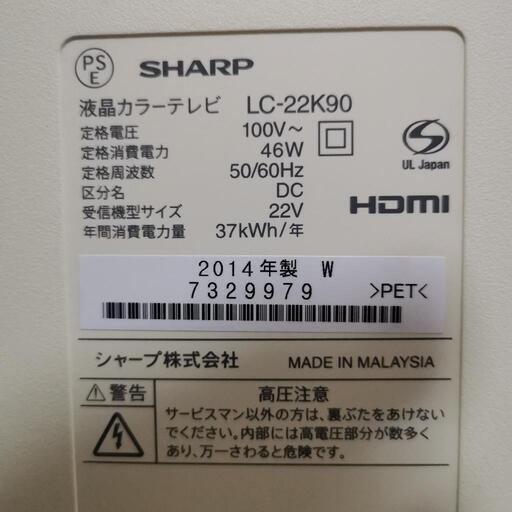 PS
E
SHARP
液晶カラーテレビ LC-22K90
定格電圧 100V～
定格消費電力 46W
定格周波数 50/60Hz
区分名 DC
受信機型サイズ 22V
年間消費電力量 37kWh/年
S
UL Japan
HDMI
2014年製 W
7329979 >PET<
シャープ株式会社 MADE IN MALAYSIA
⚠警告 高圧注意
サービスマン以外の方は、裏ぶたをあけない
でください。内部には高電圧部分が数多く
あり、万一さわると危険です。